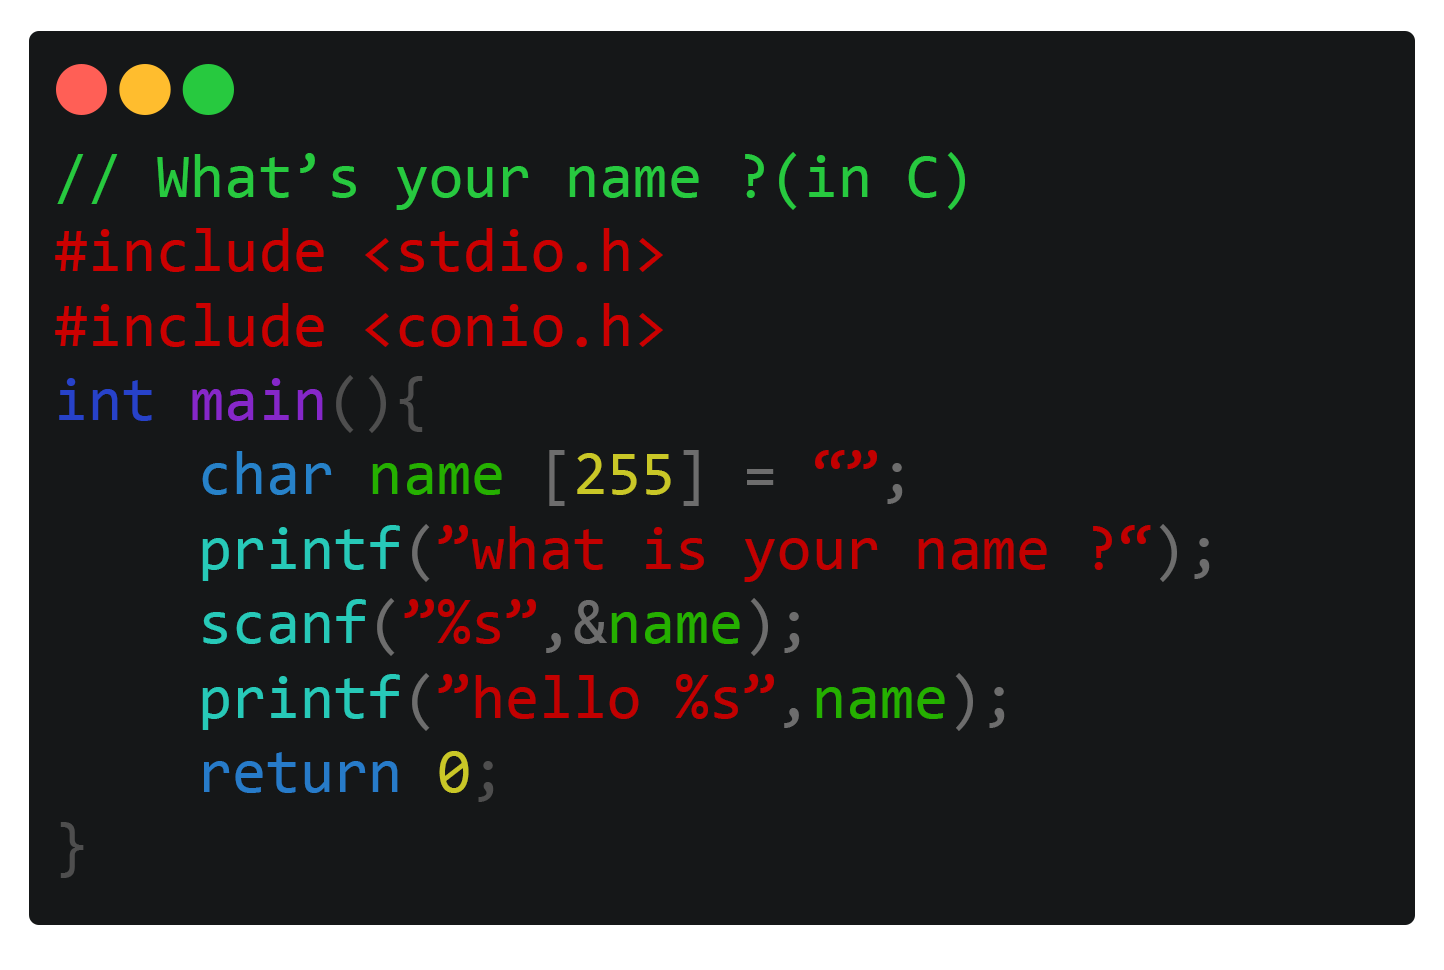 // What’s your name ?(in C)
#include <stdio.h>
#include <conio.h>
int main(){
char name [255] = “”;
printf(”what is your name ?“);
scanf(”%s”,&name);
printf(”hello %s”,name);
return 0;
}